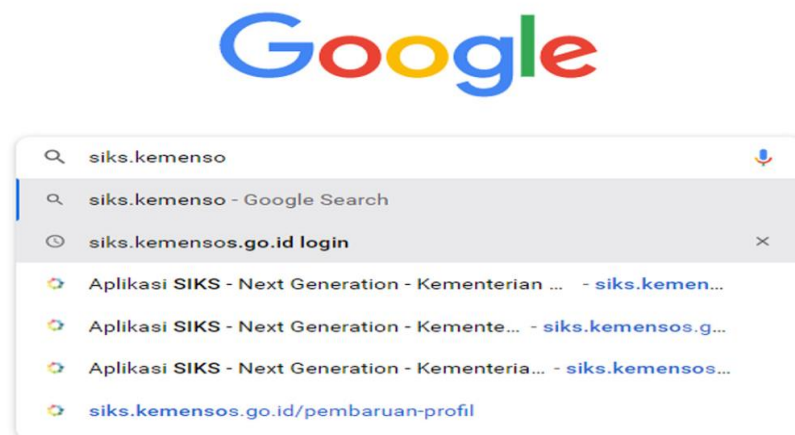 Google
siks.kemenso
siks.kemenso - Google Search
siks.kemensos.go.id login
Aplikasi SIKS - Next Generation - Kementerian ... - siks.kemen...
Aplikasi SIKS - Next Generation - Kemente... - siks.kemensos.g...
Aplikasi SIKS - Next Generation - Kementeria... - siks.kemensos...
siks.kemensos.go.id/pembaruan-profil